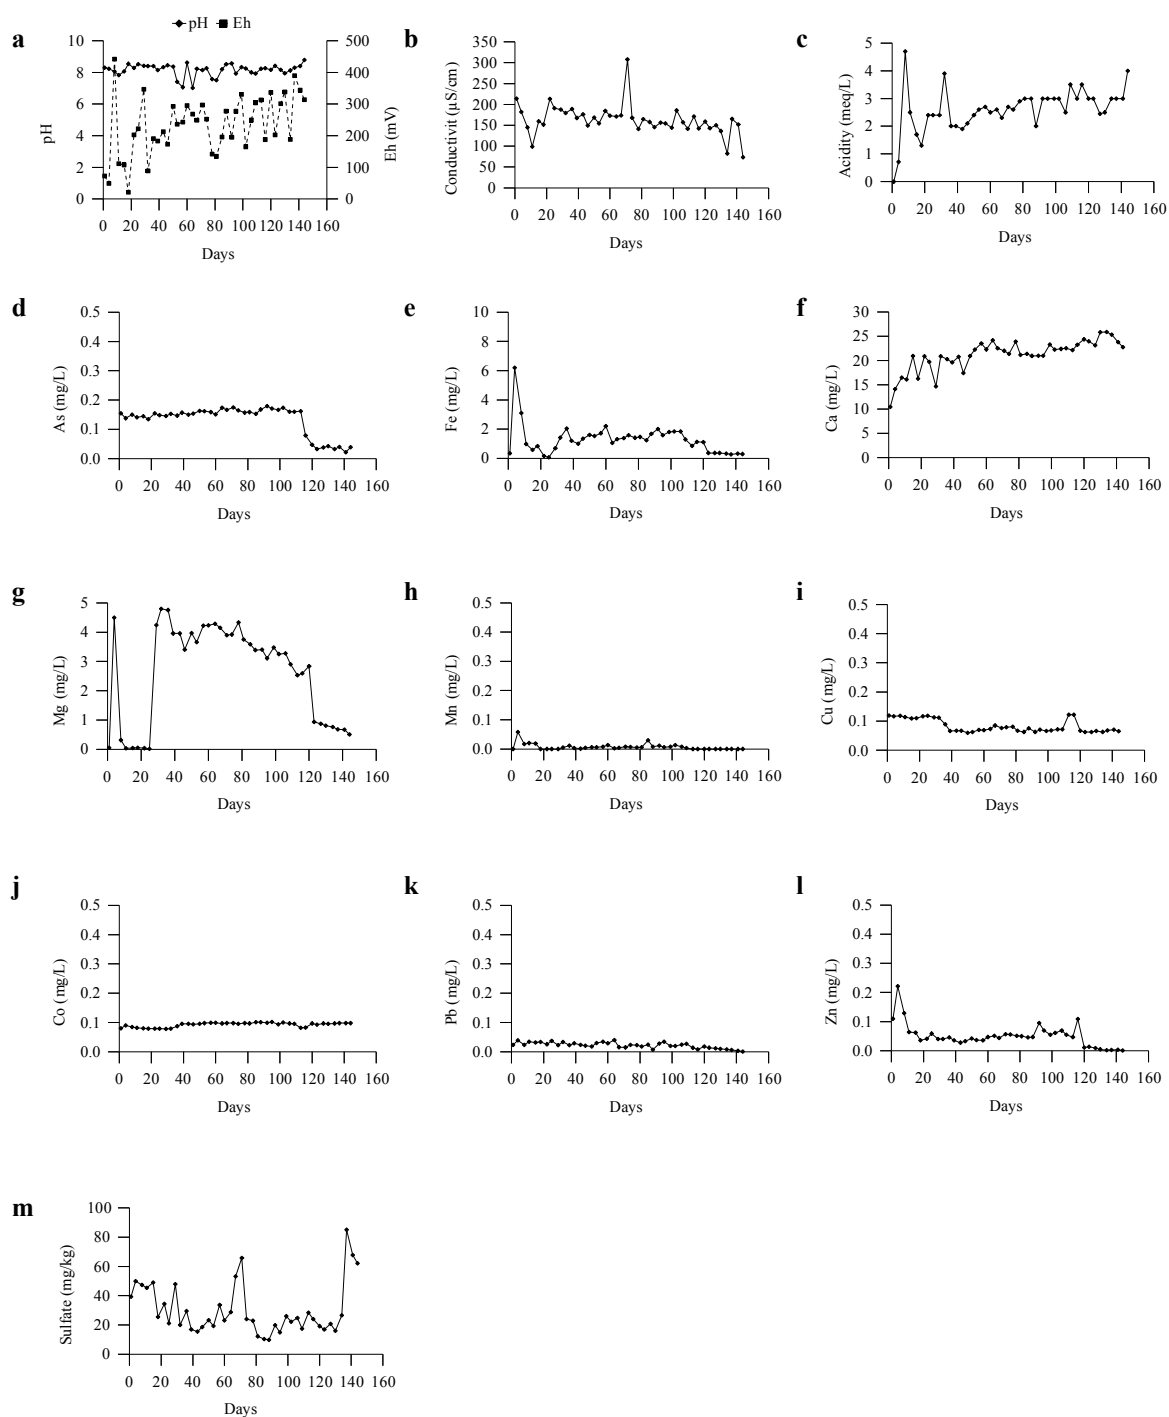 pH Eh
a
10
8
6
4
2
0
pH
500
400
300
200
100
0
Eh (mV)
0 20 40 60 80 100 120 140 160
Days
b
350
300
250
200
150
100
50
0
Conductivit (µS/cm)
0 20 40 60 80 100 120 140 160
Days
c
5
4
3
2
1
0
Acidity (meq/L)
0 20 40 60 80 100 120 140 160
Days
d
0.5
0.4
0.3
0.2
0.1
0.0
As (mg/L)
0 20 40 60 80 100 120 140 160
Days
e
10
8
6
4
2
0
Fe (mg/L)
0 20 40 60 80 100 120 140 160
Days
f
30
25
20
15
10
5
0
Ca (mg/L)
0 20 40 60 80 100 120 140 160
Days
g
5
4
3
2
1
0
Mg (mg/L)
0 20 40 60 80 100 120 140 160
Days
h
0.5
0.4
0.3
0.2
0.1
0.0
Mn (mg/L)
0 20 40 60 80 100 120 140 160
Days
i
0.5
0.4
0.3
0.2
0.1
0.0
Cu (mg/L)
0 20 40 60 80 100 120 140 160
Days
j
0.5
0.4
0.3
0.2
0.1
0.0
Co (mg/L)
0 20 40 60 80 100 120 140 160
Days
k
0.5
0.4
0.3
0.2
0.1
0.0
Pb (mg/L)
0 20 40 60 80 100 120 140 160
Days
l
0.5
0.4
0.3
0.2
0.1
0.0
Zn (mg/L)
0 20 40 60 80 100 120 140 160
Days
m
100
80
60
40
20
0
Sulfate (mg/kg)
0 20 40 60 80 100 120 140 160
Days